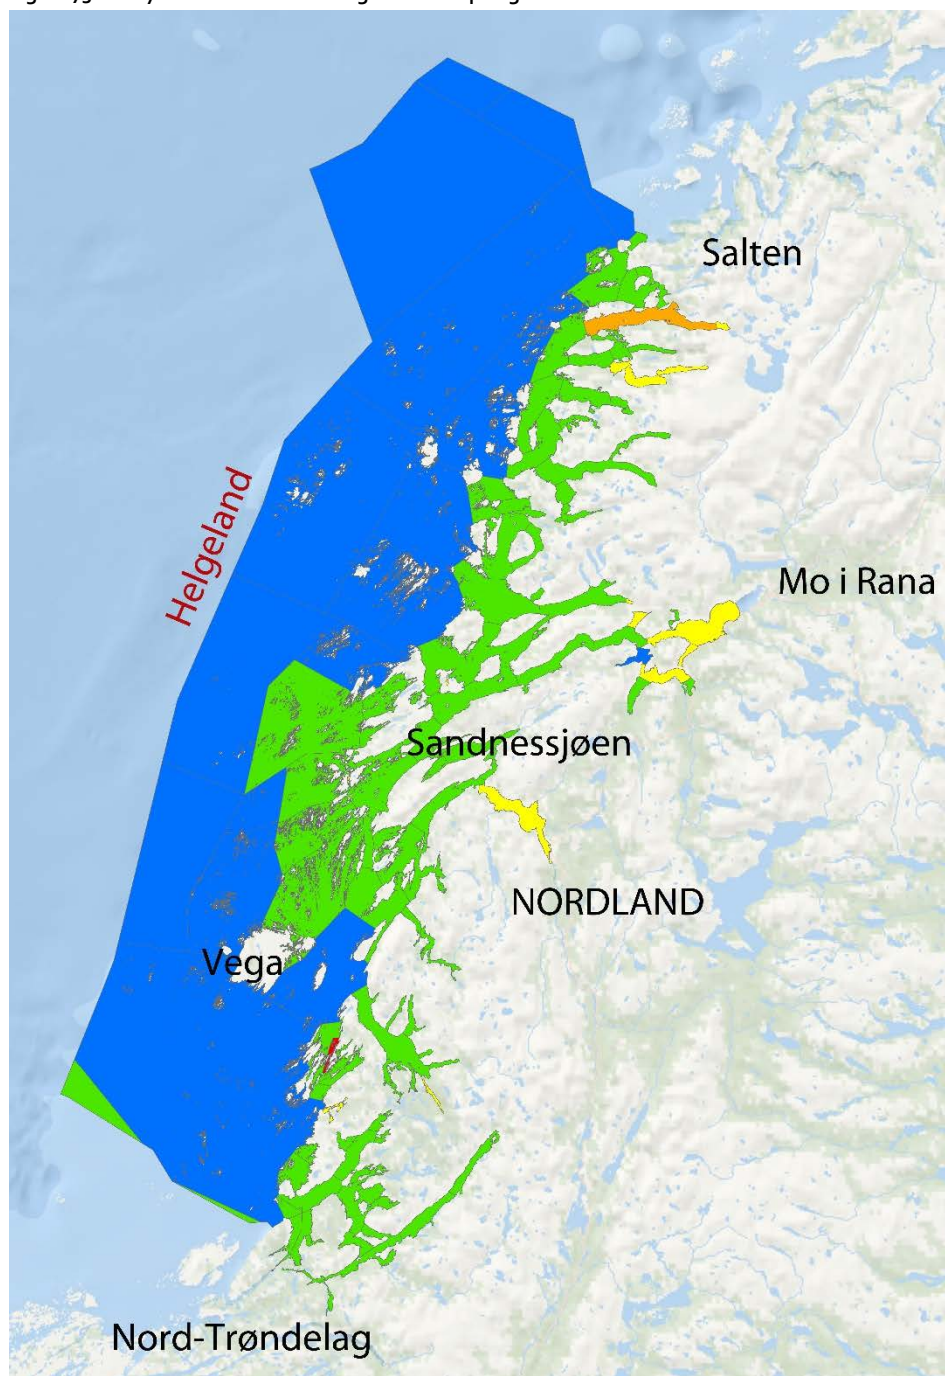 Salten
Helgeland
Mo i Rana
Sandnessjøen
NORDLAND
Vega
Nord-Trøndelag